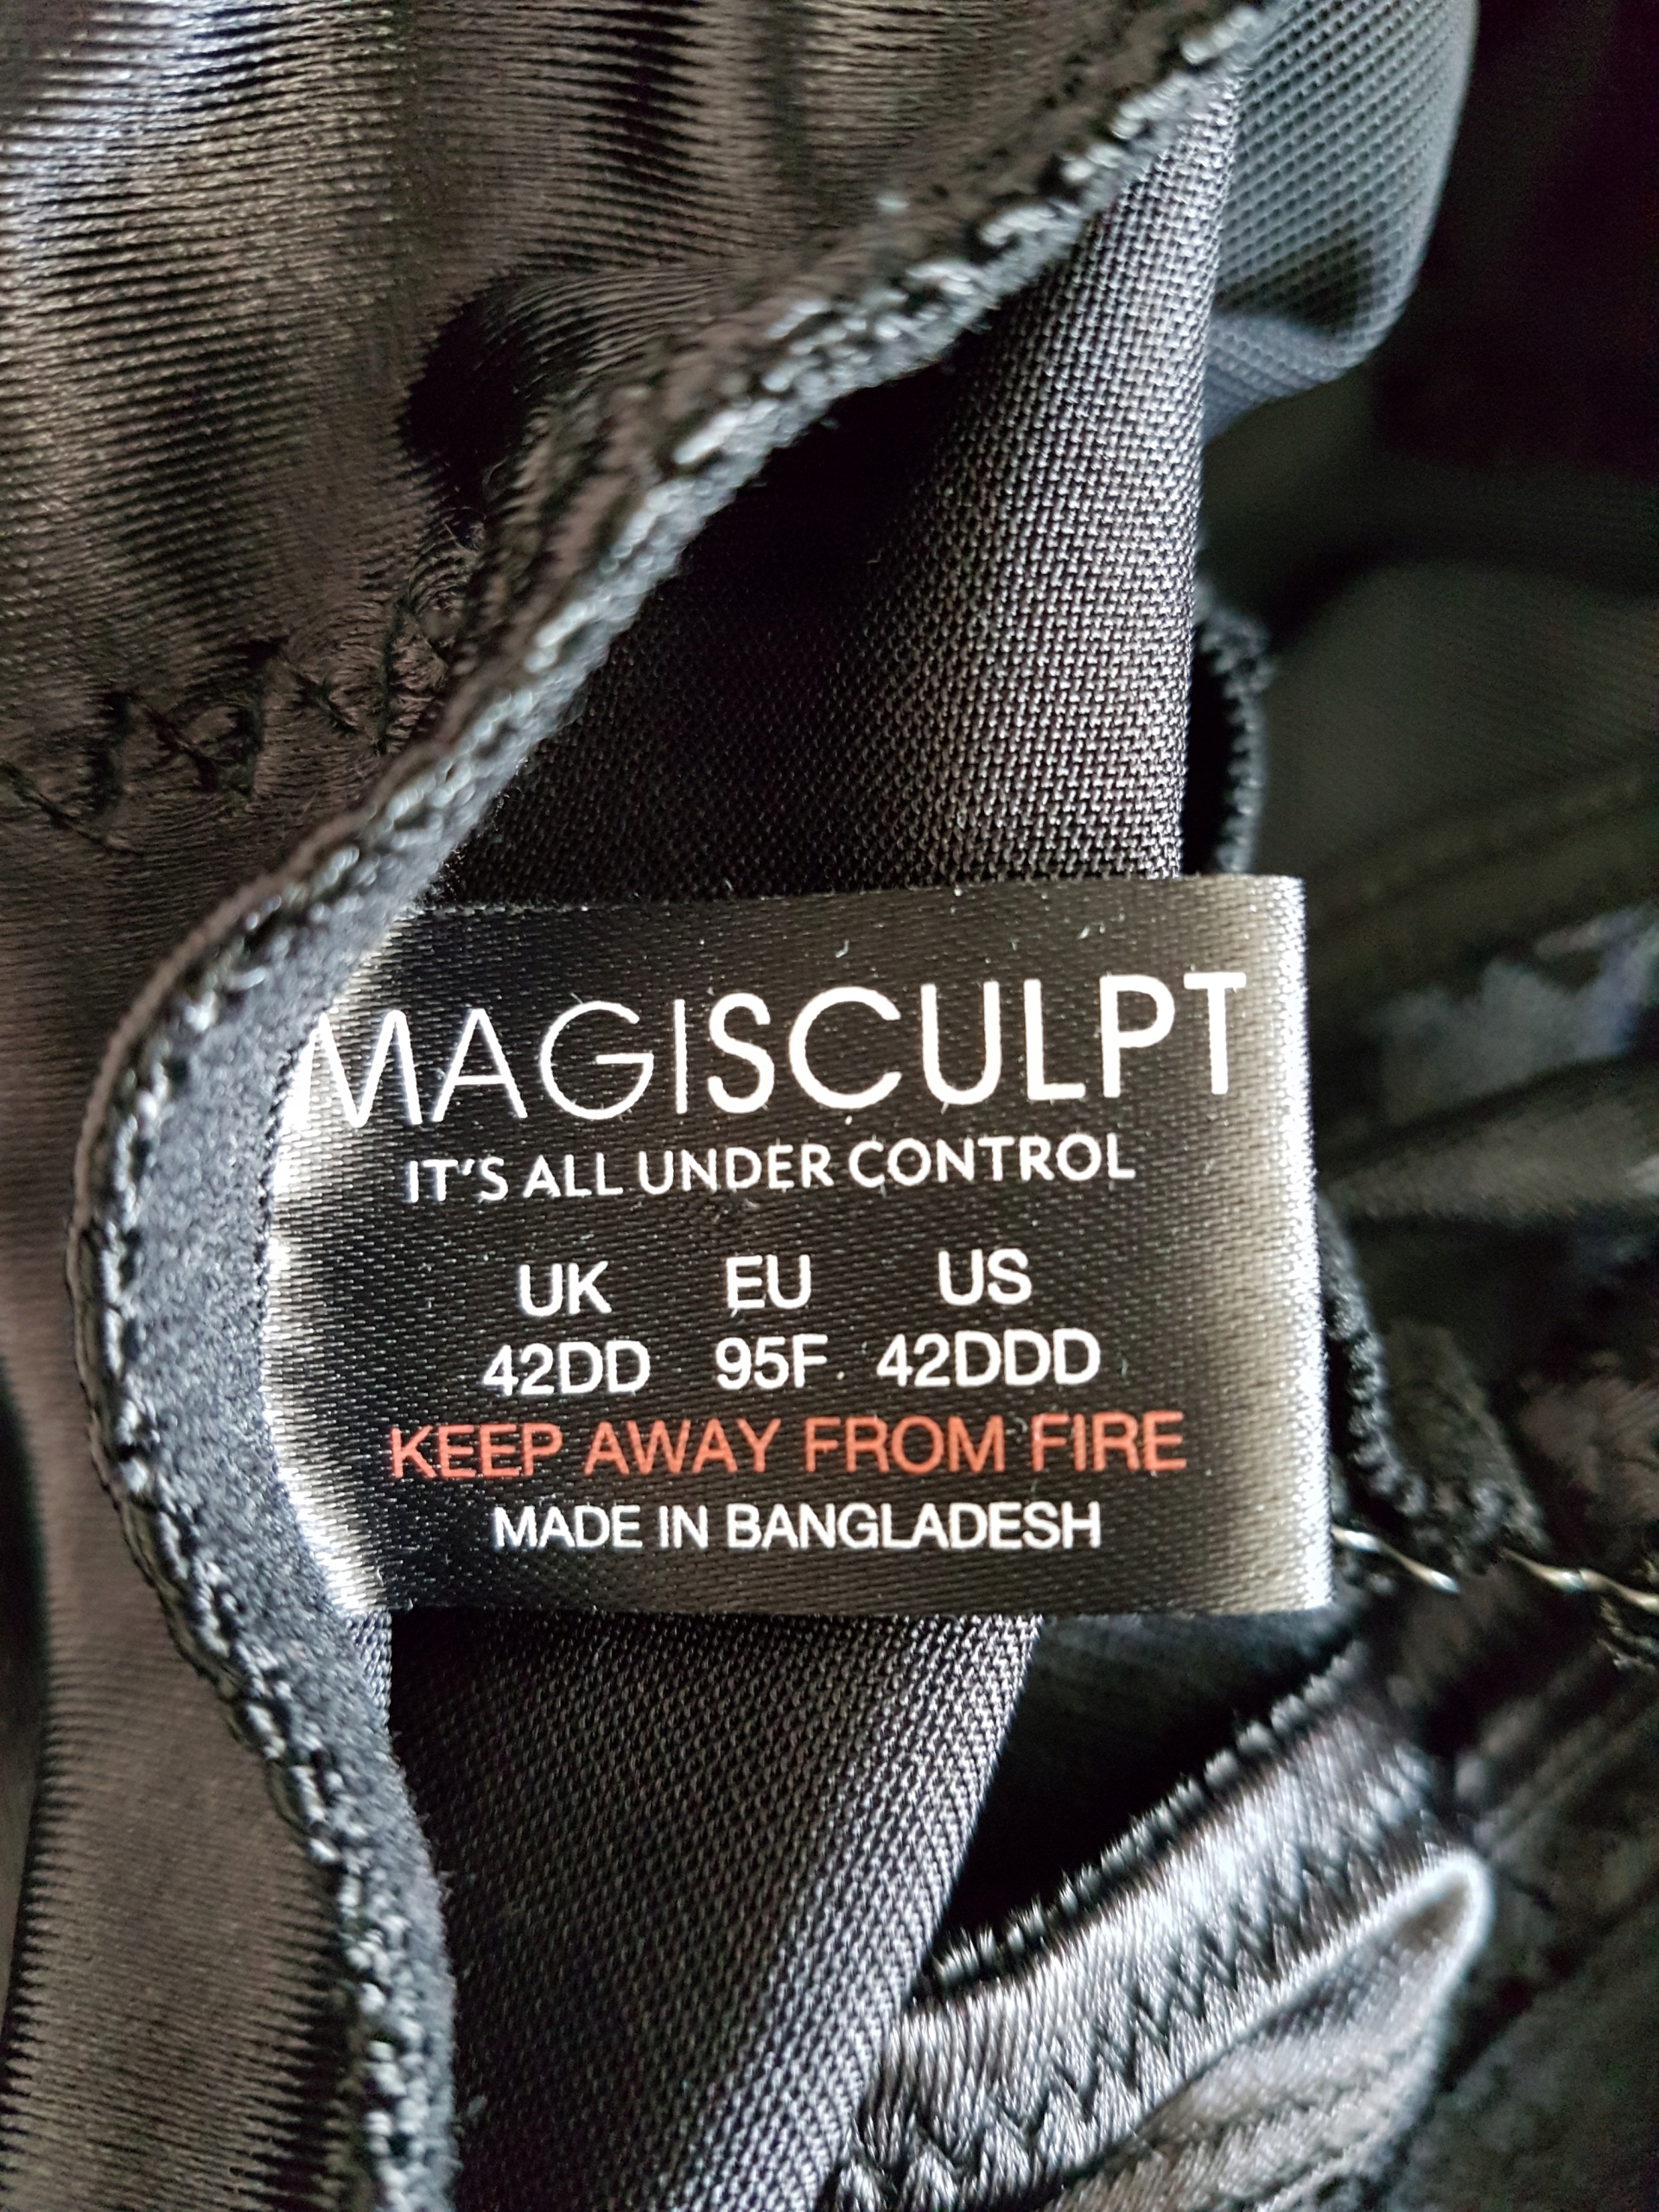 MAGISCULPT
IT'S ALL UNDER CONTROL
UK EU US
42DD 95F 42DDD
KEEP AWAY FROM FIRE
MADE IN BANGLADESH